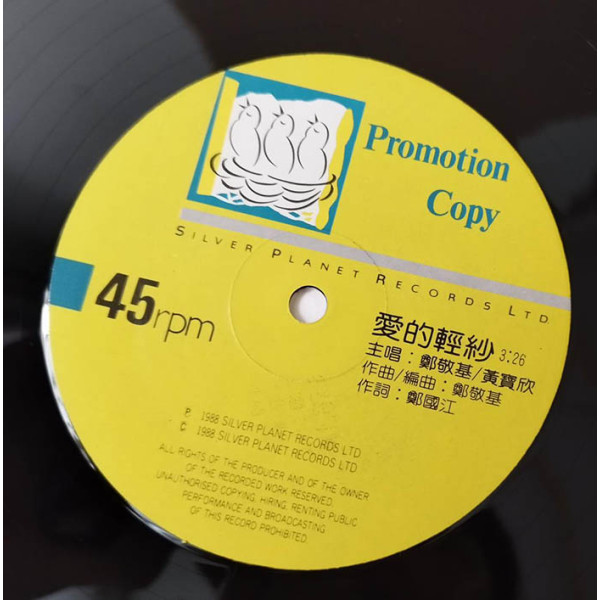 Promotion
Copy
SILVER PLANET RECORDS LTD.
45rpm
愛的輕紗 3:26
主唱：鄭敬基/黃寶欣
作曲/編曲：鄭敬基
作詞：鄭國江
℗ 1988 SILVER PLANET RECORDS LTD
© 1988 SILVER PLANET RECORDS LTD
ALL RIGHTS OF THE PRODUCER AND OF THE OWNER
OF THE RECORDED WORK RESERVED.
UNAUTHORISED COPYING, HIRING, RENTING PUBLIC
PERFORMANCE AND BROADCASTING
OF THIS RECORD PROHIBITED.